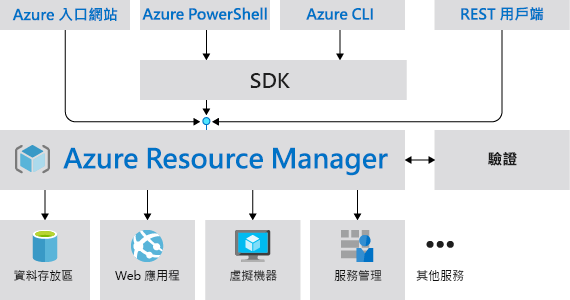 Azure 入口網站
Azure PowerShell
Azure CLI
REST 用戶端
SDK
Azure Resource Manager
驗證
資料存放區
Web 應用程
虛擬機器
服務管理
其他服務